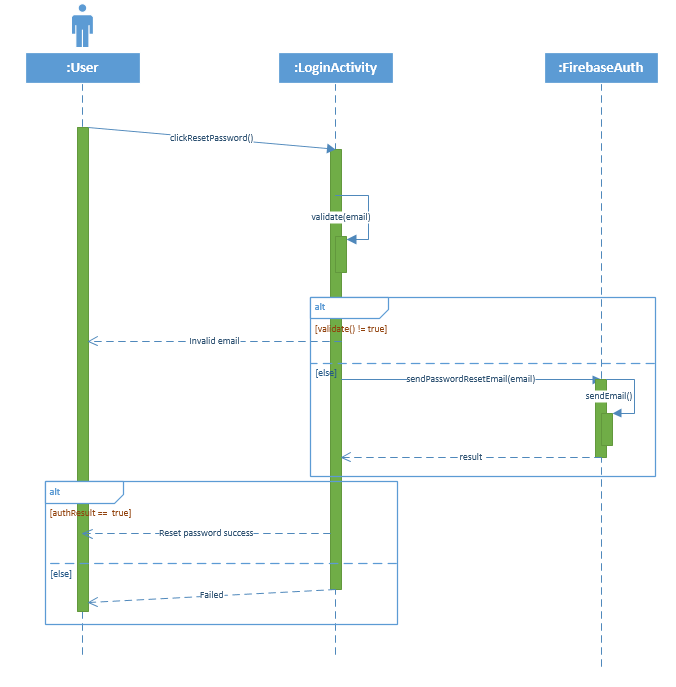 :User
:LoginActivity
:FirebaseAuth
clickResetPassword()
validate(email)
alt
[validate() != true]
Invalid email
[else]
sendPasswordResetEmail(email)
sendEmail()
result
alt
[authResult == true]
Reset password success
[else]
Failed